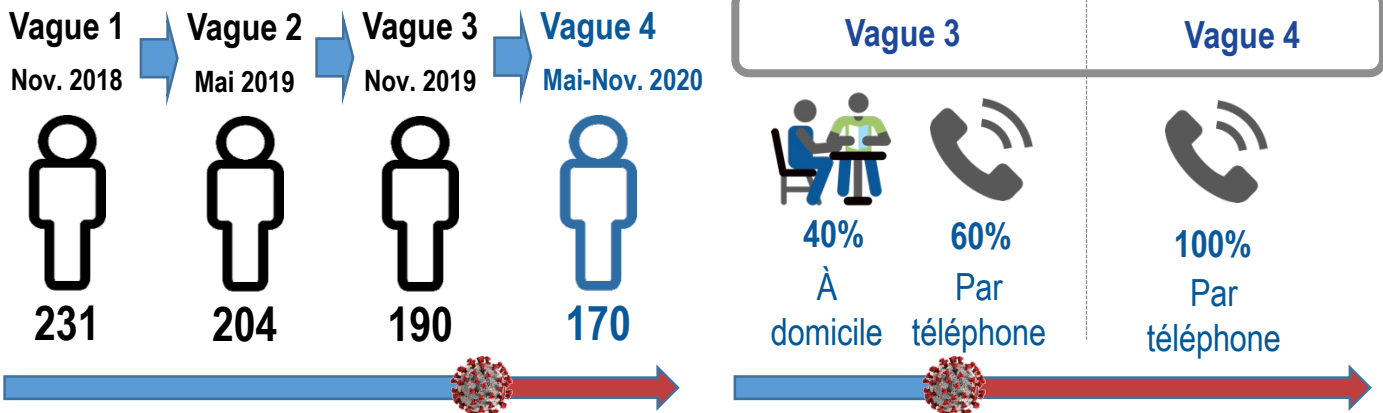 Vague 1
Nov. 2018
Vague 2
Mai 2019
Vague 3
Nov. 2019
Vague 4
Mai-Nov. 2020
231
204
190
170
Vague 3
Vague 4
40%
À
domicile
60%
Par
téléphone
100%
Par
téléphone